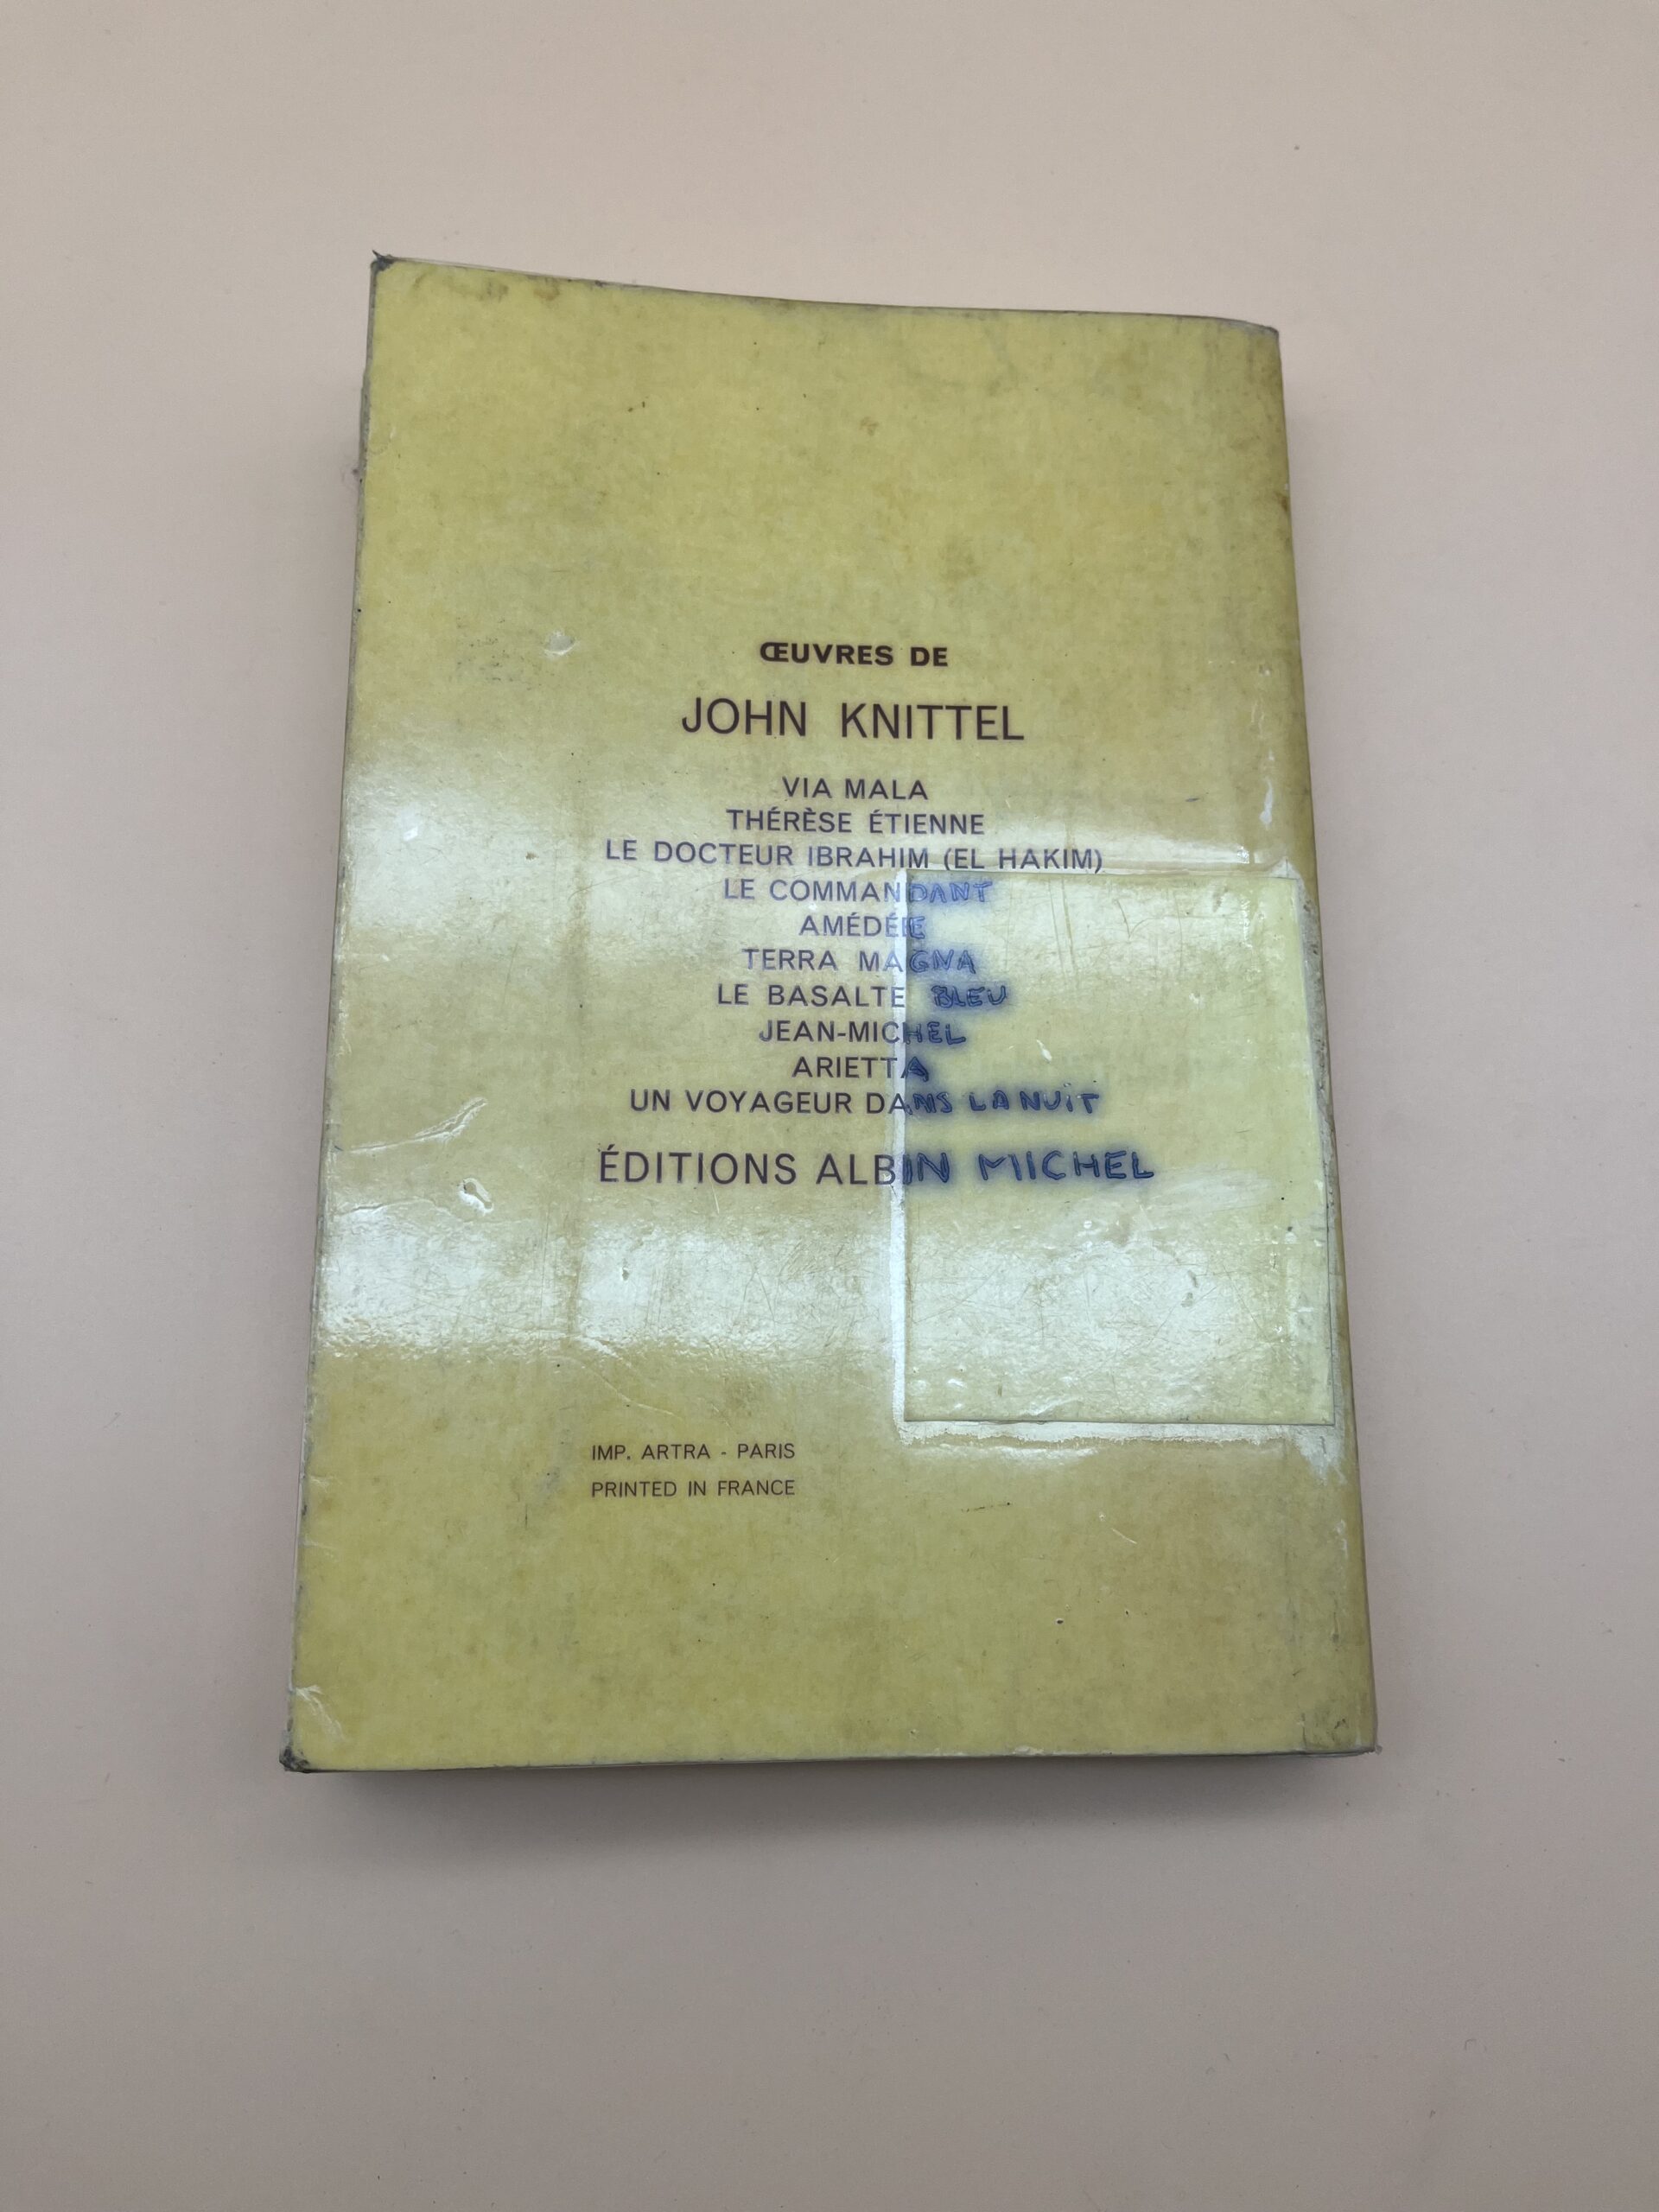 ŒUVRES DE
JOHN KNITTEL
VIA MALA
THÉRÈSE ÉTIENNE
LE DOCTEUR IBRAHIM (EL HAKIM)
LE COMMANDANT
AMÉDÉE
TERRA MAGNA
LE BASALTE BLEU
JEAN-MICHEL
ARIETTA
UN VOYAGEUR DANS LA NUIT
ÉDITIONS ALBIN MICHEL
IMP. ARTRA - PARIS
PRINTED IN FRANCE